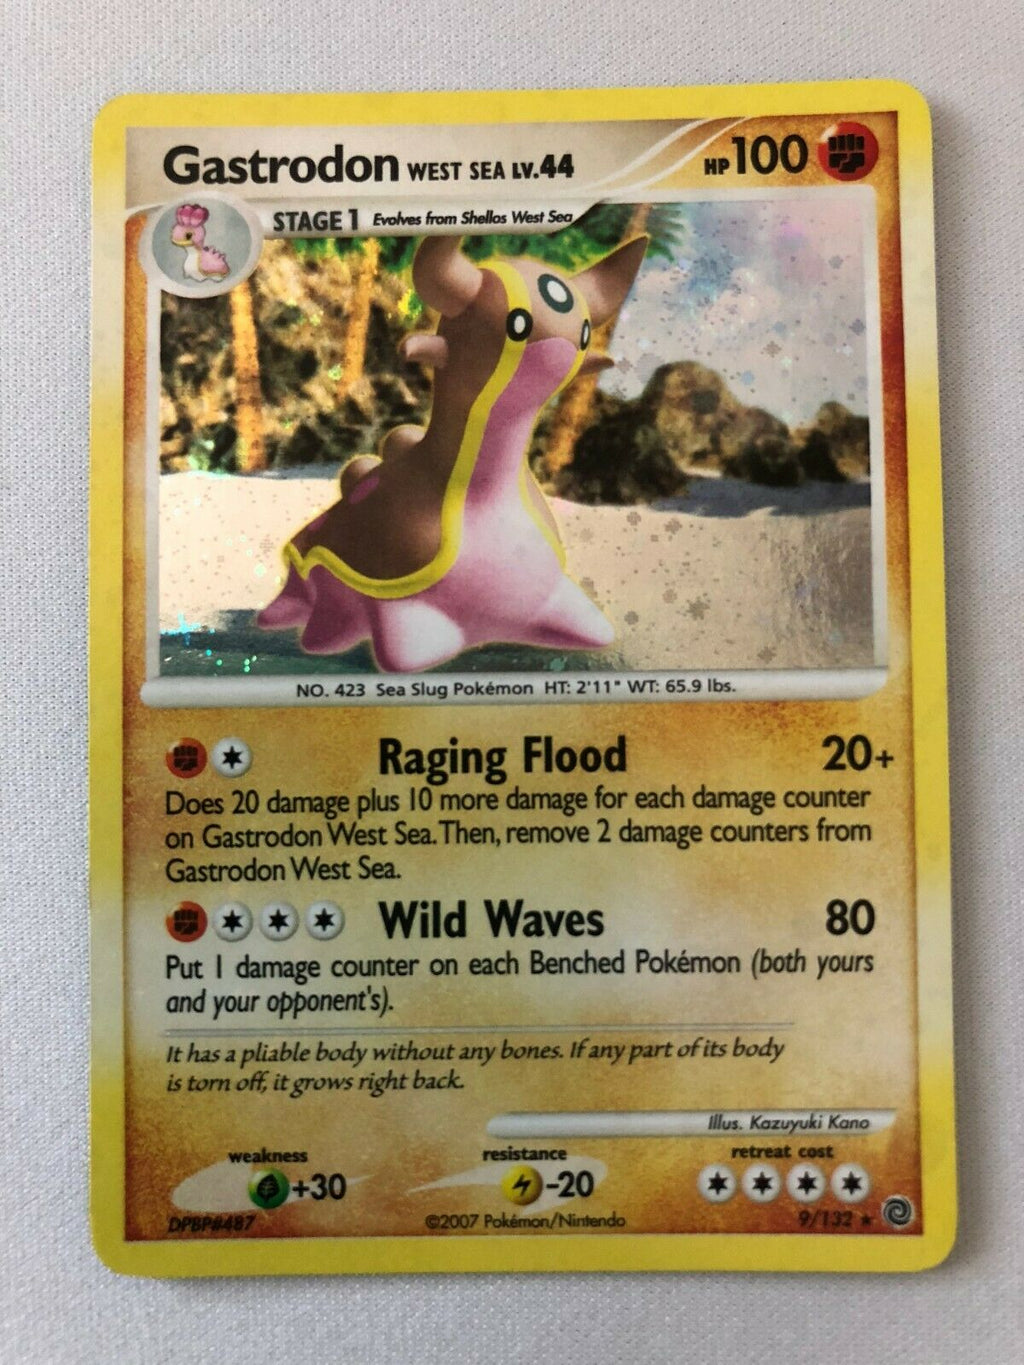 Gastrodon WEST SEA LV.44 HP 100
STAGE 1 Evolves from Shellos West Sea
NO. 423 Sea Slug Pokémon HT: 2'11" WT: 65.9 lbs.
Raging Flood 20+
Does 20 damage plus 10 more damage for each damage counter
on Gastrodon West Sea. Then, remove 2 damage counters from
Gastrodon West Sea.
Wild Waves 80
Put 1 damage counter on each Benched Pokémon (both yours
and your opponent's).
It has a pliable body without any bones. If any part of its body
is torn off, it grows right back.
Illus. Kazuyuki Kano
weakness resistance retreat cost
+30 -20
DPBP#487 ©2007 Pokémon/Nintendo 9/132 ★